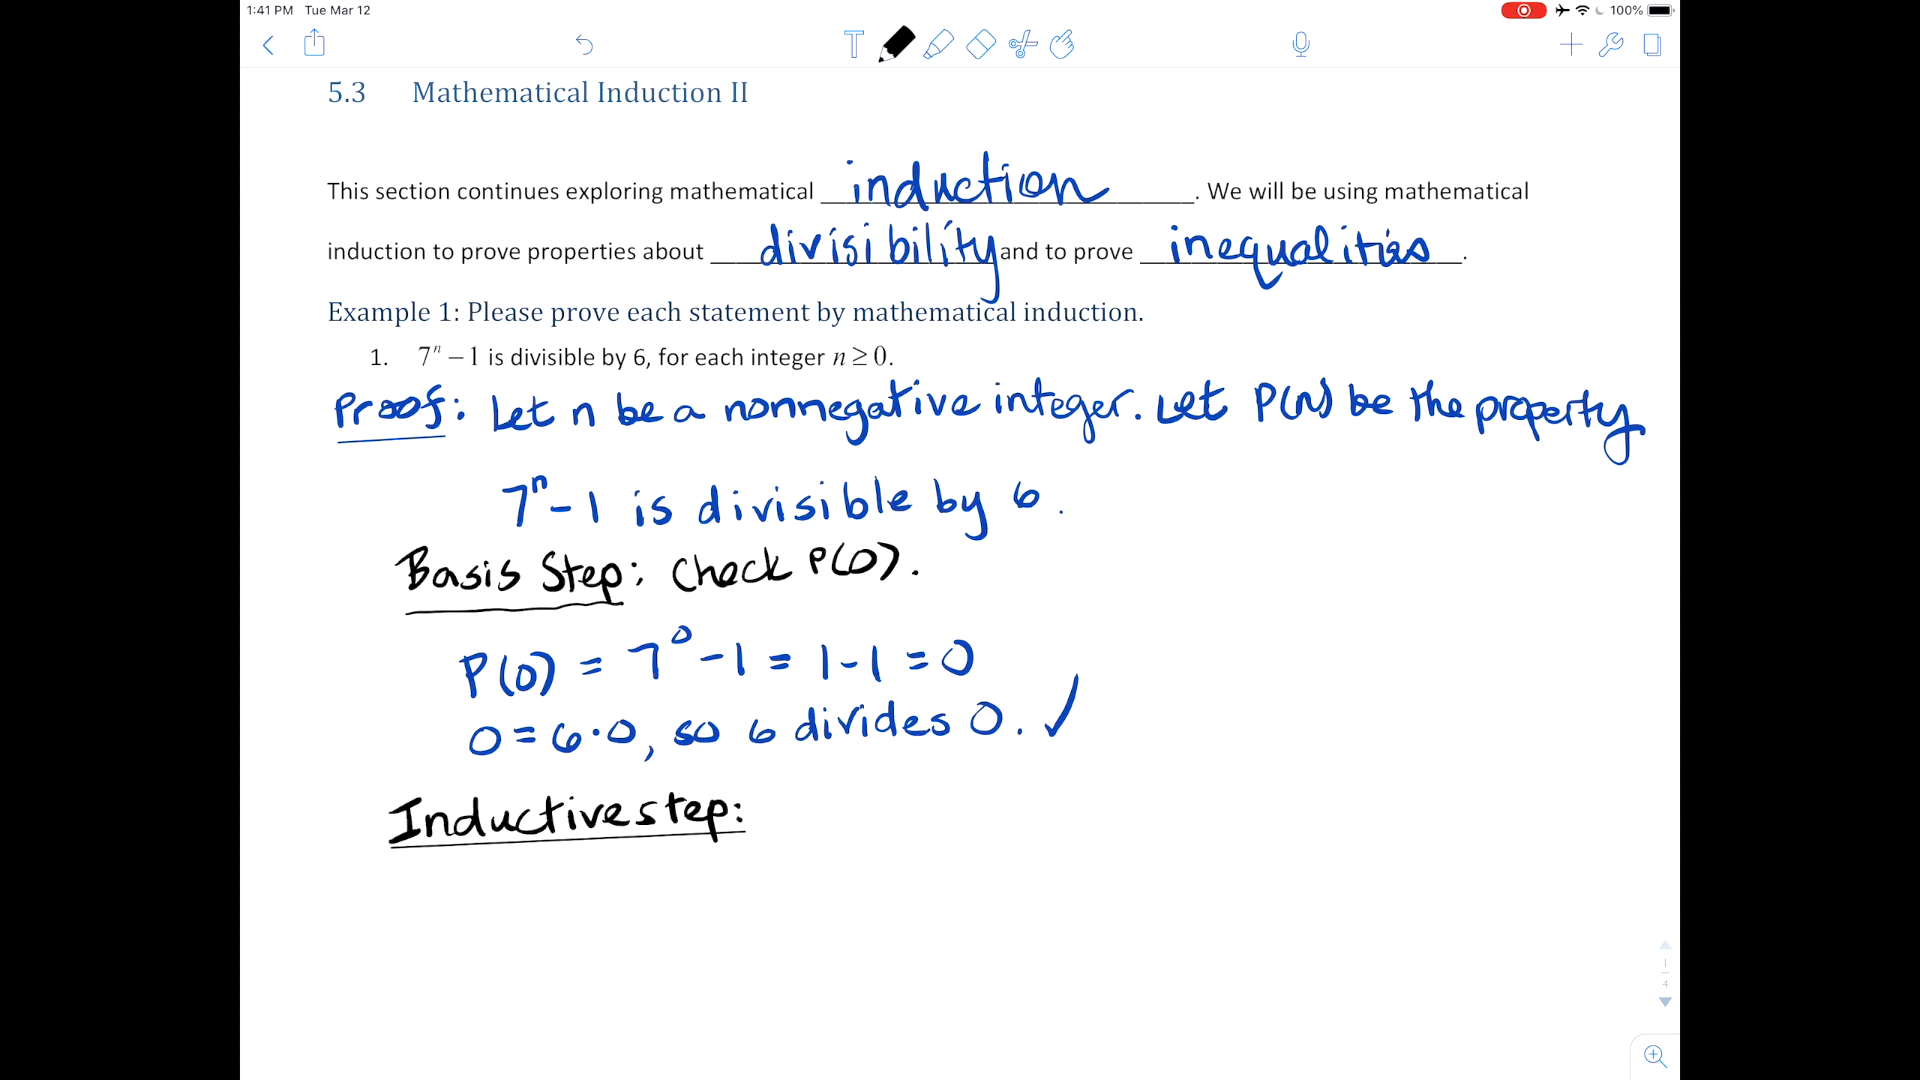 1:41 PM Tue Mar 12
100%
T
5.3 Mathematical Induction II
This section continues exploring mathematical induction. We will be using mathematical
induction to prove properties about divisibility and to prove inequalities.
Example 1: Please prove each statement by mathematical induction.
1. 7ⁿ − 1 is divisible by 6, for each integer n ≥ 0.
Proof: Let n be a nonnegative integer. Let P(n) be the property
7ⁿ - 1 is divisible by 6.
Basis Step: Check P(0).
P(0) = 7⁰ - 1 = 1 - 1 = 0
0 = 6·0, so 6 divides 0. ✓
Inductive step:
1
4